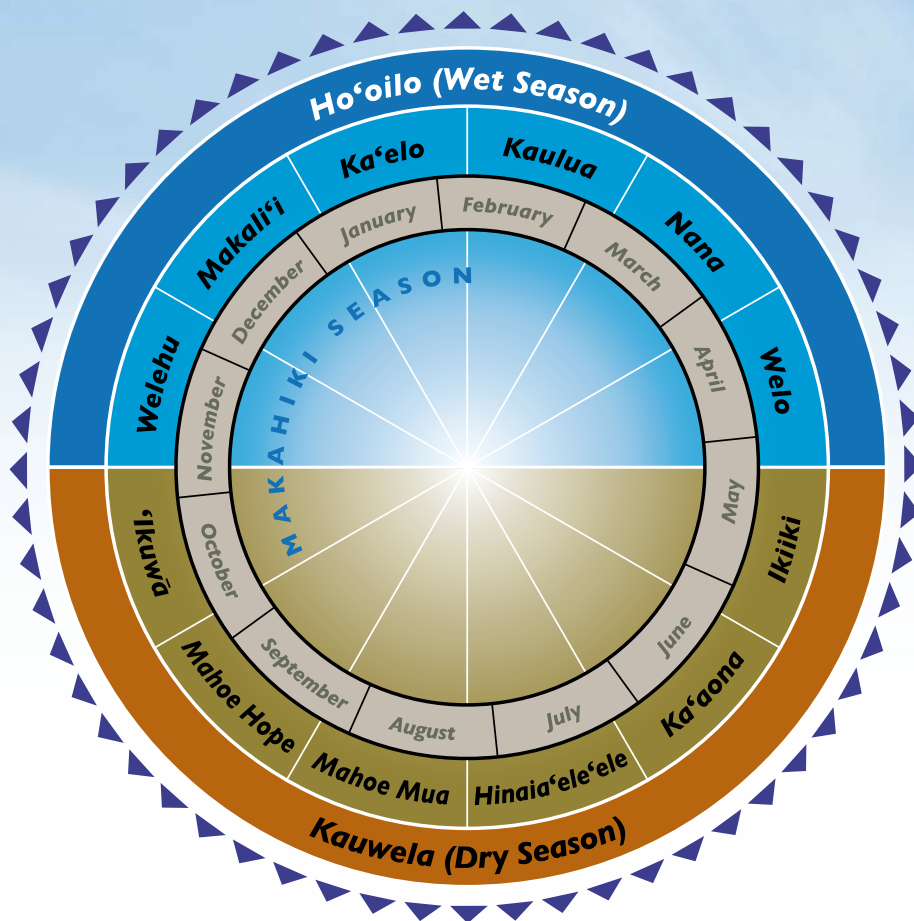 Hoʻoilo (Wet Season)
Kaʻelo
Kaulua
Nana
Welo
Ikiiki
Kaʻaona
Hinaiaʻeleʻele
Mahoe Mua
Mahoe Hope
ʻIkuwā
Welehu
Makaliʻi
January
February
March
April
May
June
July
August
September
October
November
December
MAKAHIKI SEASON
Kauwela (Dry Season)